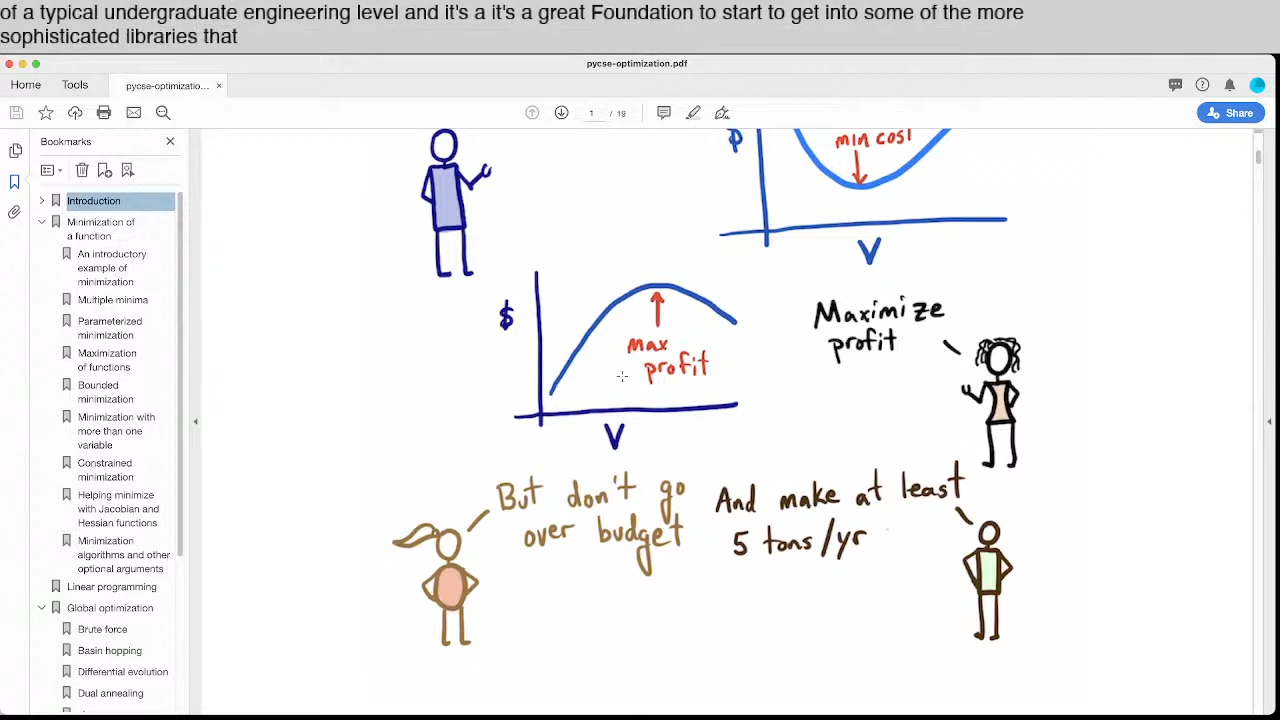 of a typical undergraduate engineering level and it's a it's a great Foundation to start to get into some of the more
sophisticated libraries that
pycse-optimization.pdf
Home
Tools
pycse-optimizatio... ×
1 / 19
Share
Bookmarks
Introduction
Minimization of
a function
An introductory
example of
minimization
Multiple minima
Parameterized
minimization
Maximization
of functions
Bounded
minimization
Minimization with
more than one
variable
Constrained
minimization
Helping minimize
with Jacobian and
Hessian functions
Minimization
algorithms and other
optional arguments
Linear programming
Global optimization
Brute force
Basin hopping
Differential evolution
Dual annealing
min cost
V
$
max
profit
V
Maximize
profit
But don't go
over budget
And make at least
5 tons/yr